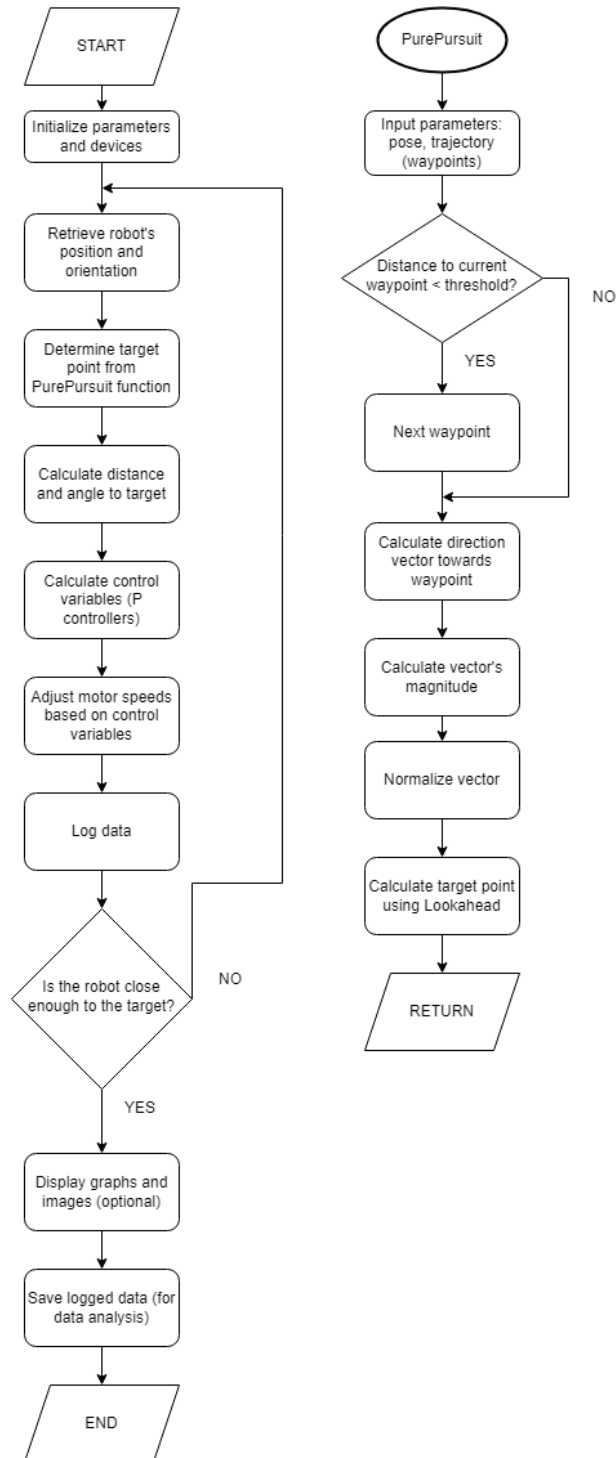 START
Initialize parameters
and devices
Retrieve robot's
position and
orientation
Determine target
point from
PurePursuit function
Calculate distance
and angle to target
Calculate control
variables (P
controllers)
Adjust motor speeds
based on control
variables
Log data
Is the robot close
enough to the target?
NO
YES
Display graphs and
images (optional)
Save logged data (for
data analysis)
END
PurePursuit
Input parameters:
pose, trajectory
(waypoints)
Distance to current
waypoint < threshold?
NO
YES
Next waypoint
Calculate direction
vector towards
waypoint
Calculate vector's
magnitude
Normalize vector
Calculate target point
using Lookahead
RETURN